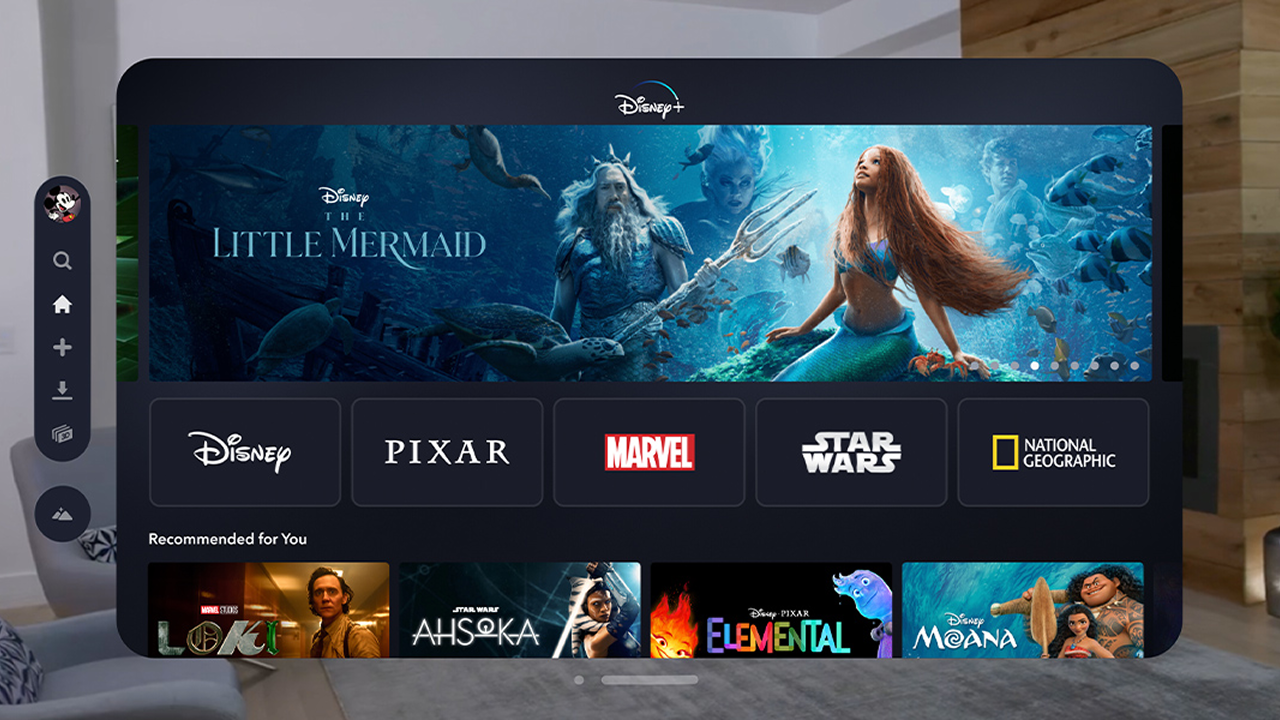 Disney+
Disney
THE
LITTLE MERMAID
Disney
PIXAR
MARVEL
STAR
WARS
NATIONAL
GEOGRAPHIC
Recommended for You
MARVEL STUDIOS
LOKI
STAR WARS
AHSOKA
Disney · PIXAR
ELEMENTAL
Disney
MOANA